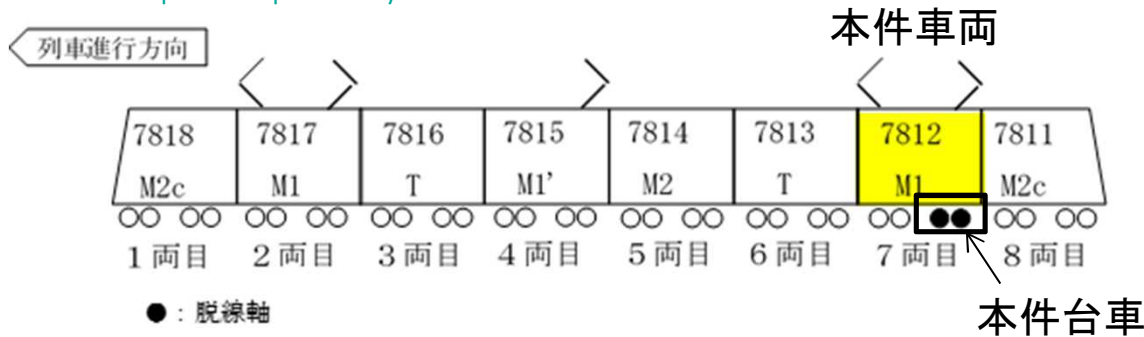 本件車両
列車進行方向
7818 7817 7816 7815 7814 7813 7812 7811
M2c M1 T M1' M2 T M1 M2c
1両目 2両目 3両目 4両目 5両目 6両目 7両目 8両目
●:脱線軸
本件台車